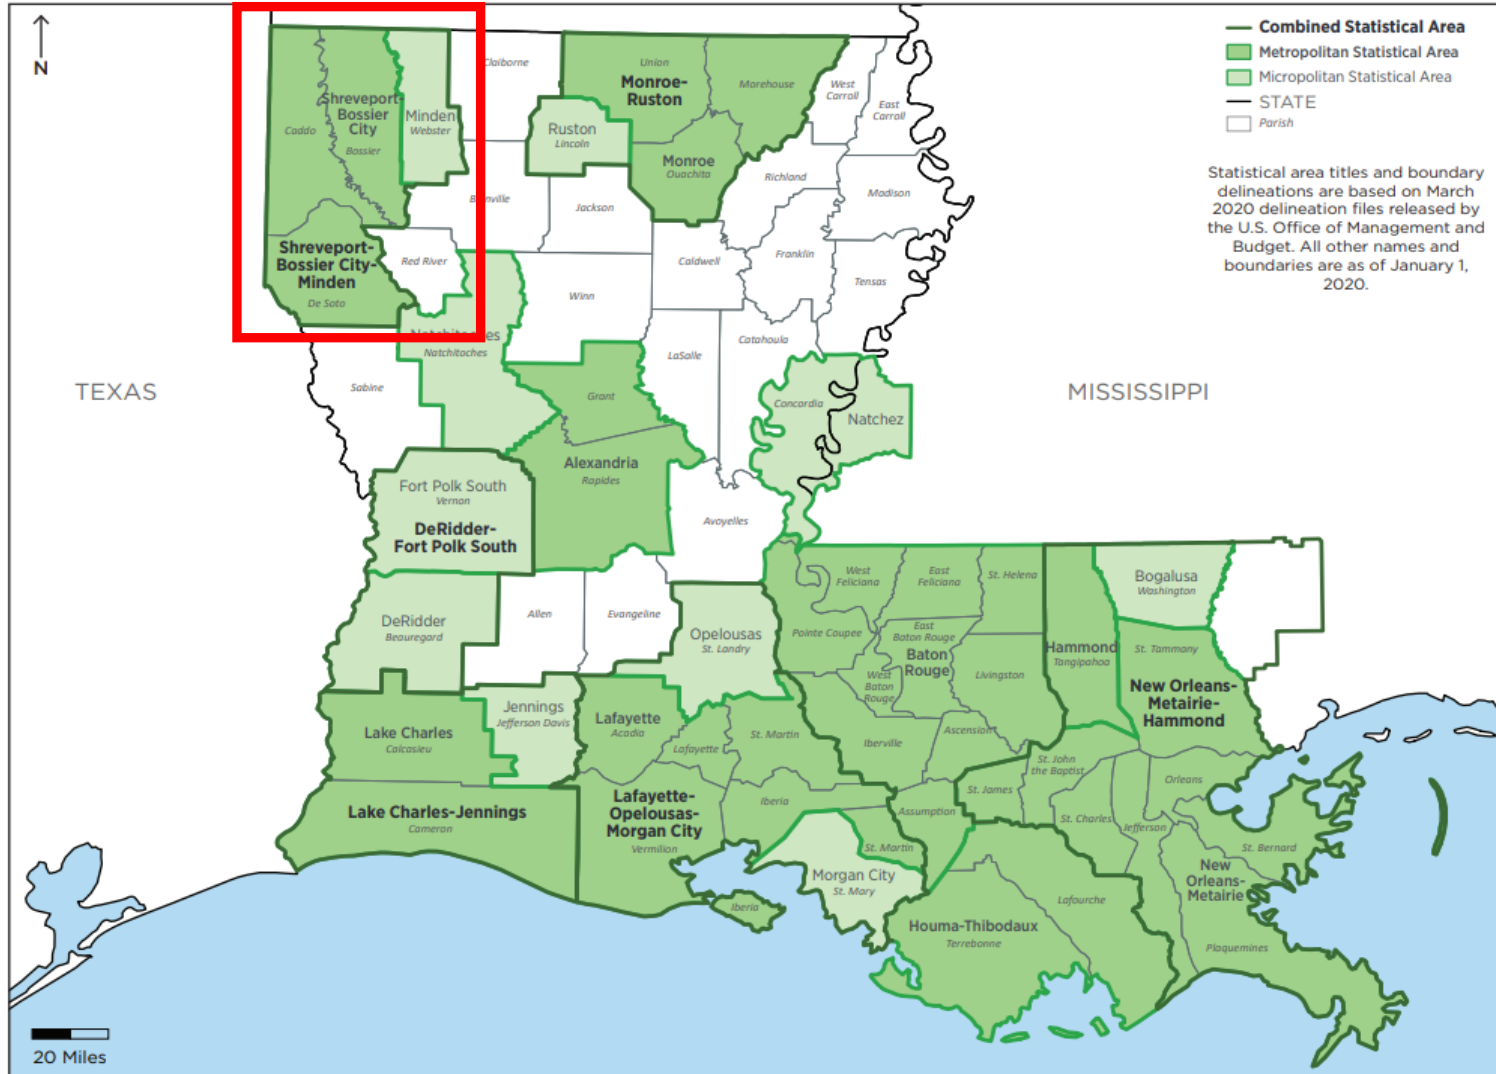 N
Combined Statistical Area
Metropolitan Statistical Area
Micropolitan Statistical Area
STATE
Parish
Statistical area titles and boundary
delineations are based on March
2020 delineation files released by
the U.S. Office of Management and
Budget. All other names and
boundaries are as of January 1,
2020.
TEXAS
MISSISSIPPI
Caddo
Shreveport-
Bossier
City
Bossier
Minden
Webster
Claiborne
Union
Monroe-
Ruston
Morehouse
West
Carroll
East
Carroll
Ruston
Lincoln
Monroe
Ouachita
Richland
Madison
Bienville
Jackson
Shreveport-
Bossier City-
Minden
De Soto
Red River
Winn
Caldwell
Franklin
Tensas
Natchitoches
Natchitoches
Sabine
Grant
LaSalle
Catahoula
Concordia
Natchez
Alexandria
Rapides
Fort Polk South
Vernon
DeRidder-
Fort Polk South
Avoyelles
DeRidder
Beauregard
Allen
Evangeline
Opelousas
St. Landry
West
Feliciana
East
Feliciana
St. Helena
Pointe Coupee
East
Baton Rouge
Baton
Rouge
West
Baton
Rouge
Livingston
Iberville
Ascension
Hammond
Tangipahoa
Bogalusa
Washington
St. Tammany
New Orleans-
Metairie-
Hammond
Lake Charles
Calcasieu
Jennings
Jefferson Davis
Lafayette
Acadia
Lafayette
St. Martin
Lake Charles-Jennings
Cameron
Lafayette-
Opelousas-
Morgan City
Vermilion
Iberia
Assumption
St. Martin
Morgan City
St. Mary
Iberia
St. James
St. John
the Baptist
St. Charles
Jefferson
Orleans
St. Bernard
New
Orleans-
Metairie
Plaquemines
Lafourche
Houma-Thibodaux
Terrebonne
20 Miles